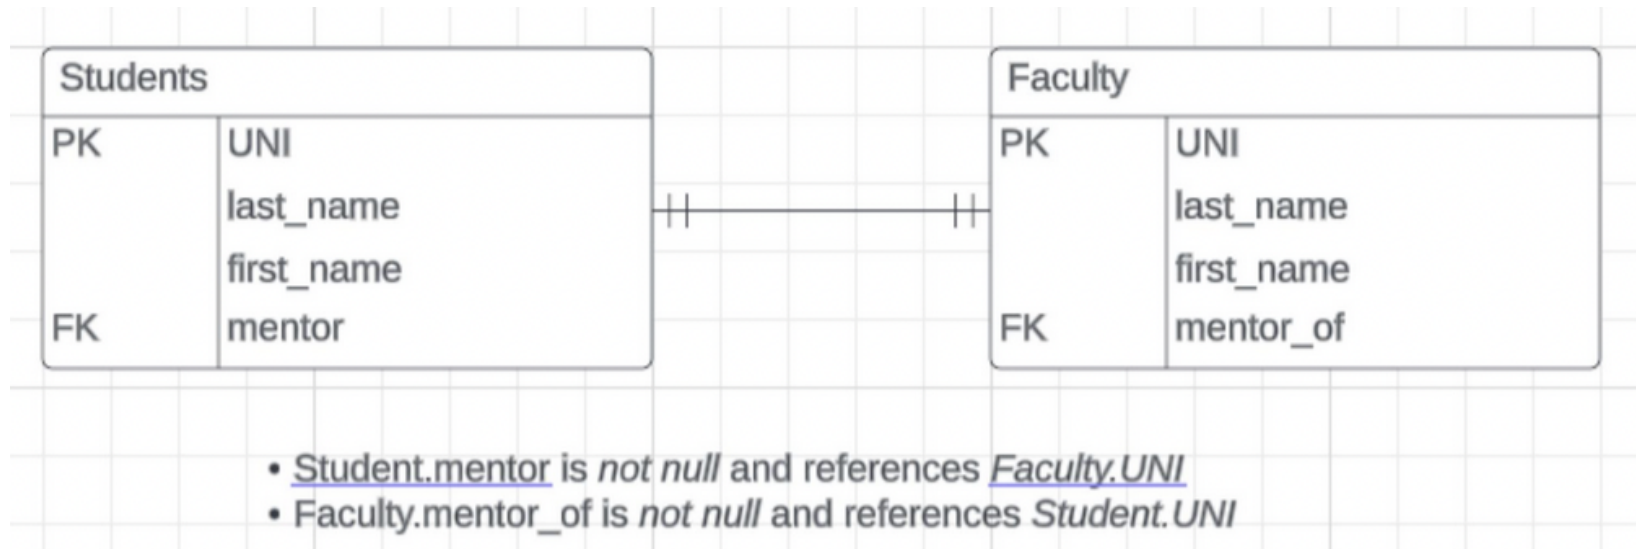 Students
PK UNI
last_name
first_name
FK mentor
Faculty
PK UNI
last_name
first_name
FK mentor_of
• Student.mentor is not null and references Faculty.UNI
• Faculty.mentor_of is not null and references Student.UNI